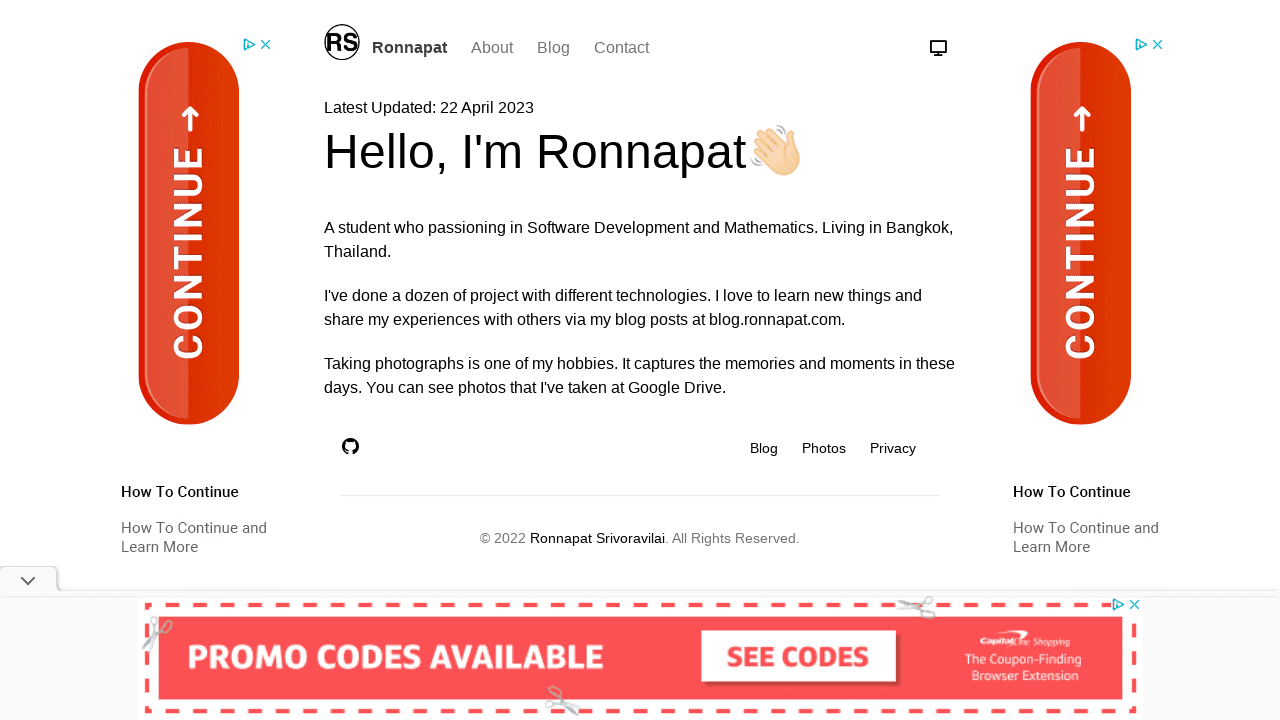 RS Ronnapat About Blog Contact
Latest Updated: 22 April 2023
Hello, I'm Ronnapat
A student who passioning in Software Development and Mathematics. Living in Bangkok,
Thailand.
I've done a dozen of project with different technologies. I love to learn new things and
share my experiences with others via my blog posts at blog.ronnapat.com.
Taking photographs is one of my hobbies. It captures the memories and moments in these
days. You can see photos that I've taken at Google Drive.
Blog Photos Privacy
© 2022 Ronnapat Srivoravilai. All Rights Reserved.
CONTINUE →
How To Continue
How To Continue and
Learn More
CONTINUE →
How To Continue
How To Continue and
Learn More
PROMO CODES AVAILABLE
SEE CODES
Capital One Shopping
The Coupon-Finding
Browser Extension